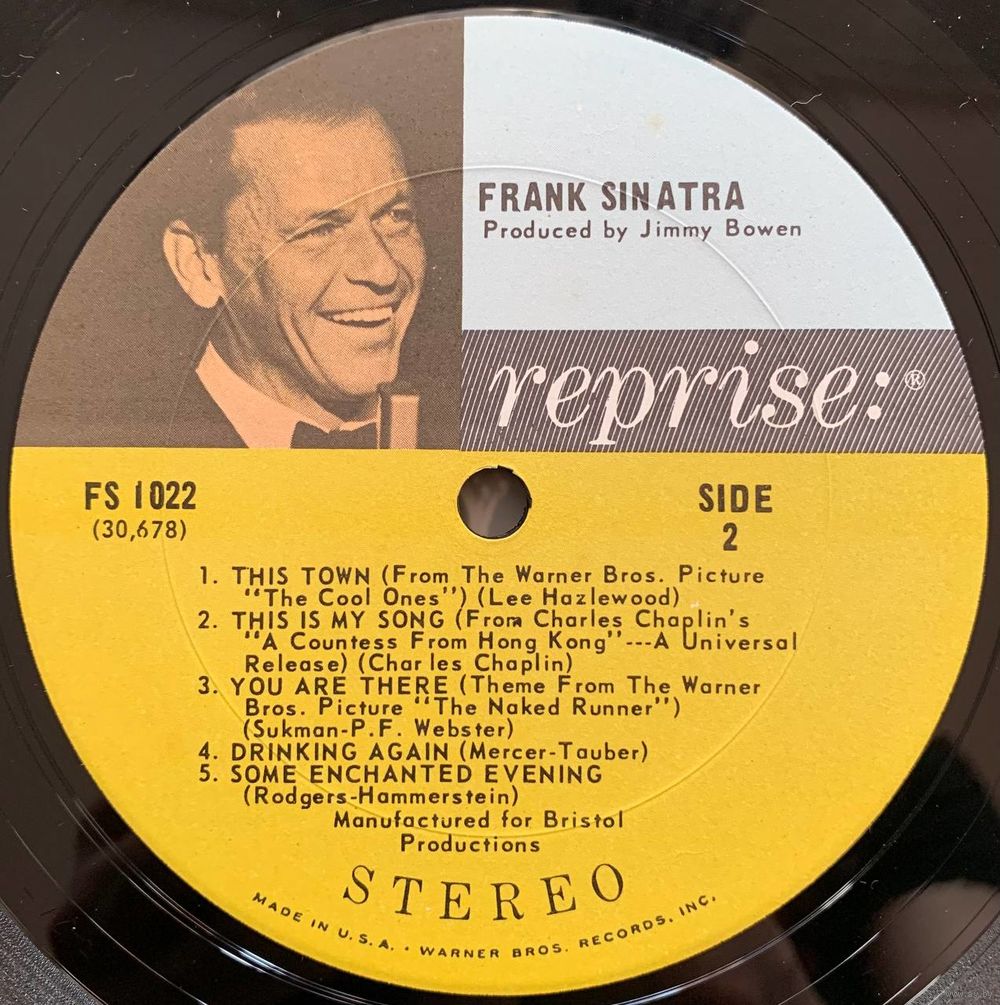 FRANK SINATRA
Produced by Jimmy Bowen
reprise:®
FS 1022
(30,678)
SIDE
2
1. THIS TOWN (From The Warner Bros. Picture
"The Cool Ones") (Lee Hazlewood)
2. THIS IS MY SONG (From Charles Chaplin's
"A Countess From Hong Kong"---A Universal
Release) (Charles Chaplin)
3. YOU ARE THERE (Theme From The Warner
Bros. Picture "The Naked Runner")
(Sukman-P.F. Webster)
4. DRINKING AGAIN (Mercer-Tauber)
5. SOME ENCHANTED EVENING
(Rodgers-Hammerstein)
Manufactured for Bristol
Productions
STEREO
MADE IN U.S.A. • WARNER BROS. RECORDS, INC.